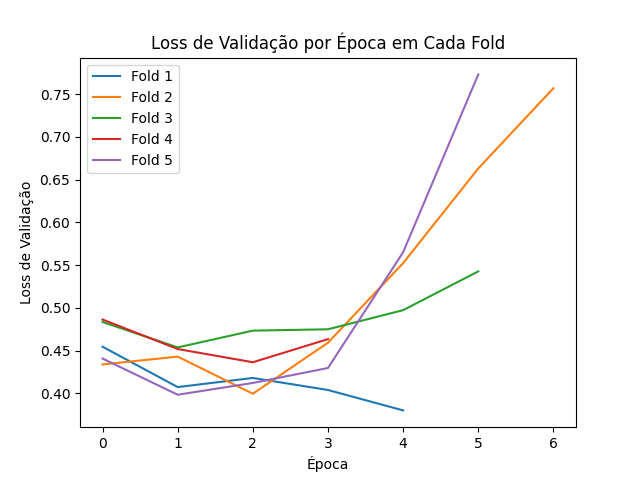 Loss de Validação por Época em Cada Fold
Fold 1
Fold 2
Fold 3
Fold 4
Fold 5
Loss de Validação
0.75
0.70
0.65
0.60
0.55
0.50
0.45
0.40
0 1 2 3 4 5 6
Época